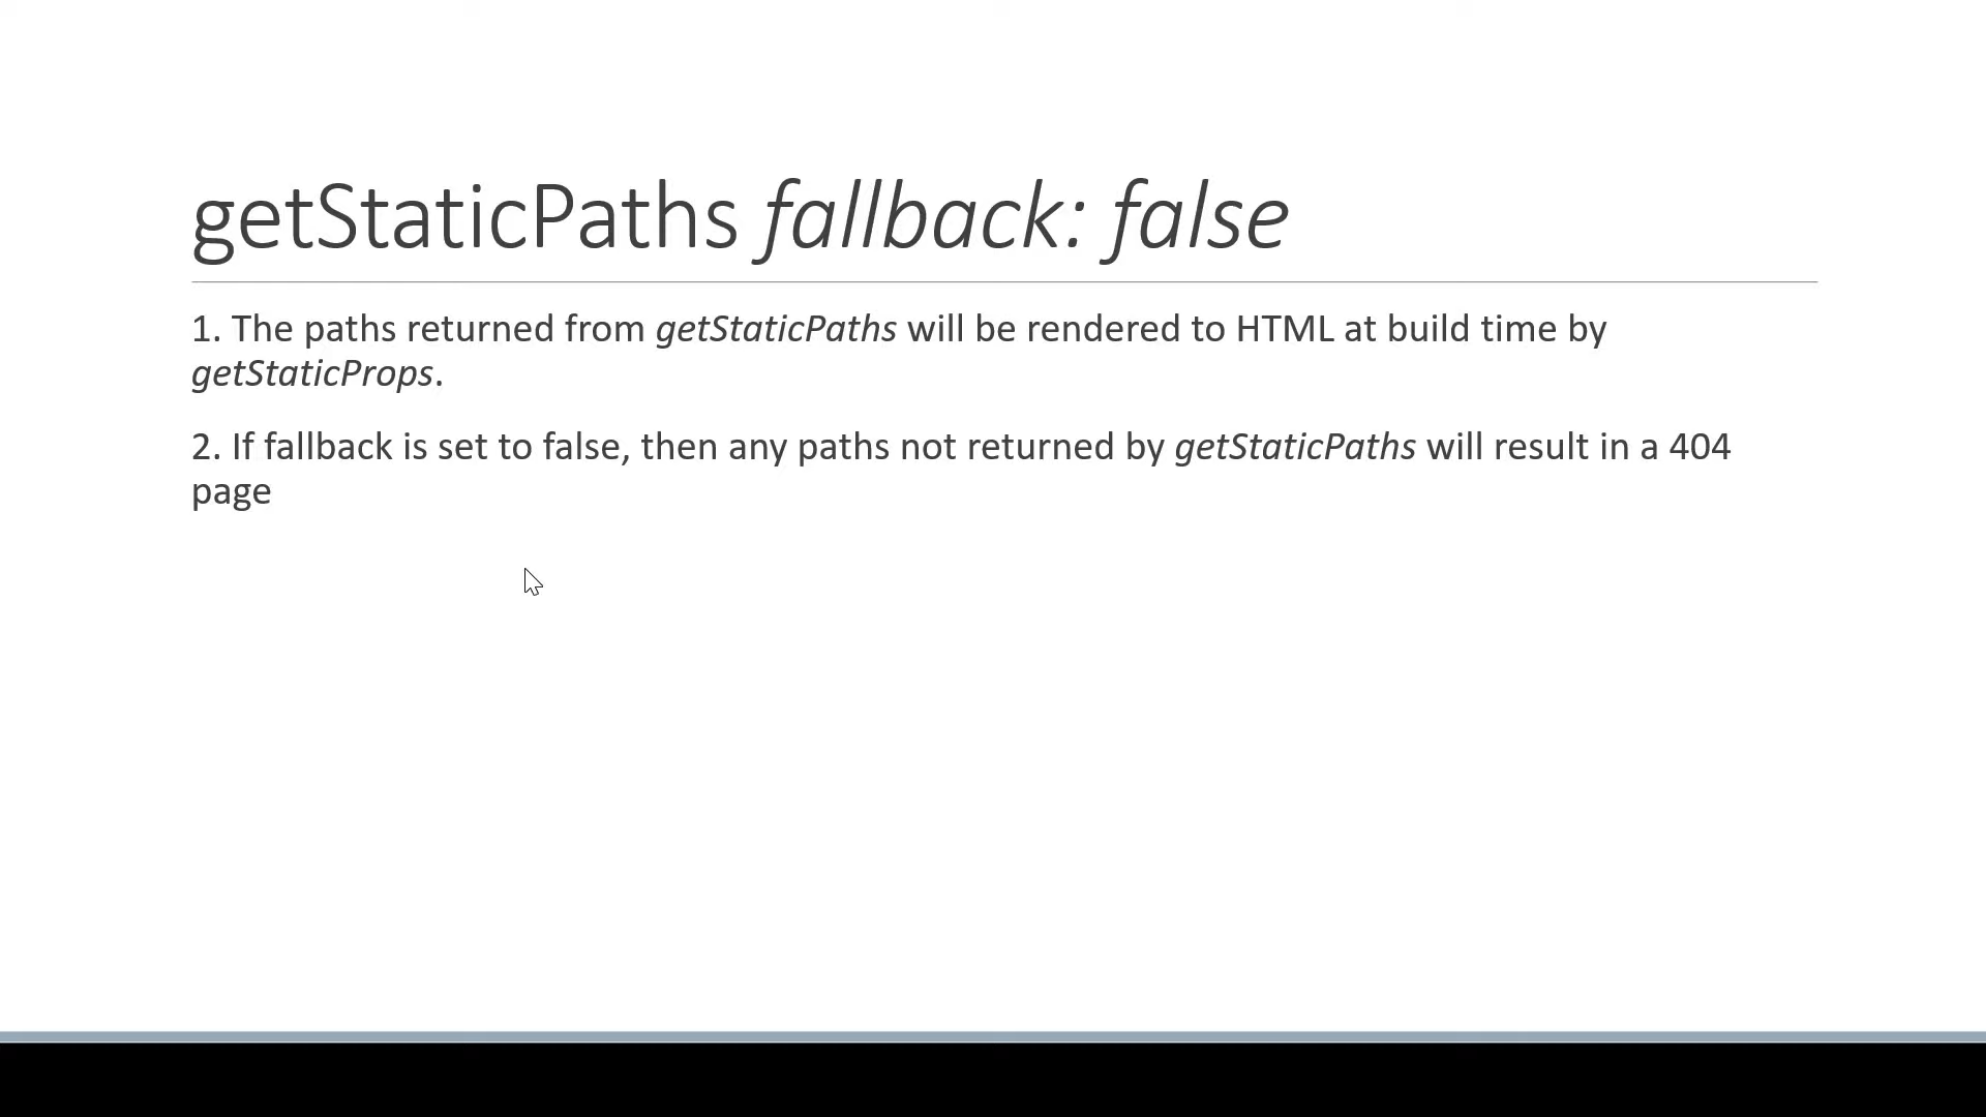 getStaticPaths fallback: false
1. The paths returned from getStaticPaths will be rendered to HTML at build time by
getStaticProps.
2. If fallback is set to false, then any paths not returned by getStaticPaths will result in a 404
page